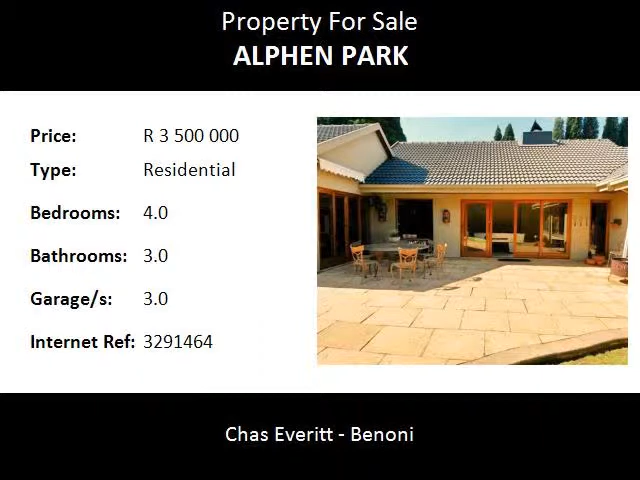 Property For Sale
ALPHEN PARK
Price: R 3 500 000
Type: Residential
Bedrooms: 4.0
Bathrooms: 3.0
Garage/s: 3.0
Internet Ref: 3291464
Chas Everitt - Benoni